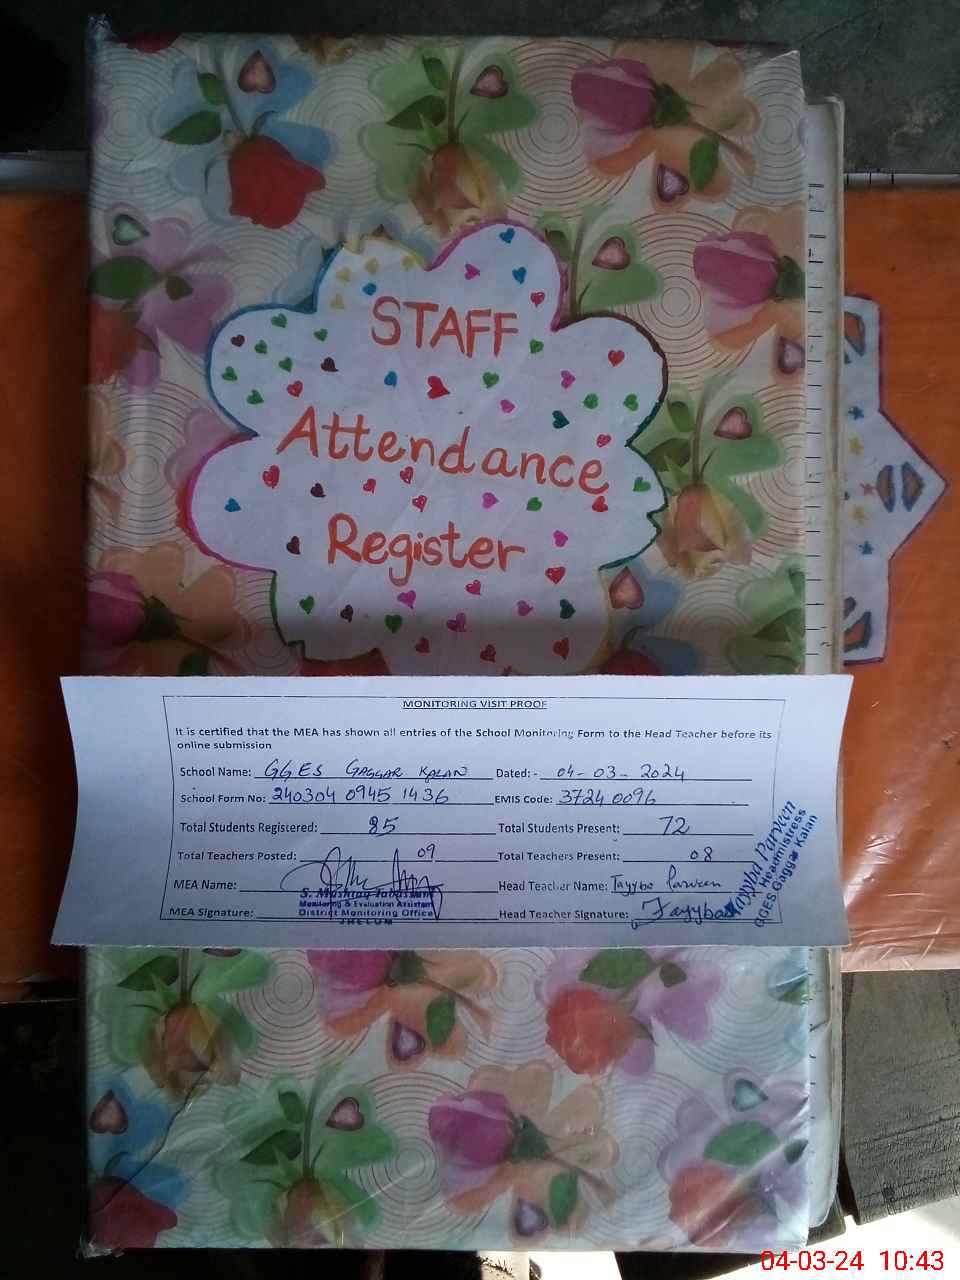 STAFF
Attendance
Register
MONITORING VISIT PROOF
It is certified that the MEA has shown all entries of the School Monitoring Form to the Head Teacher before its
online submission
School Name: GGES GAGGAR KALAN Dated: - 04-03-2024
School Form No: 240304 0945 1436 EMIS Code: 37240096
Total Students Registered: 85 Total Students Present: 72
Total Teachers Posted: 09 Total Teachers Present: 08
MEA Name: Head Teacher Name: Tayyba Parveen
S. Mushtaq Tabassum
Monitoring & Evaluation Assistant
MEA Signature: District Monitoring Office Head Teacher Signature: Tayyba
JHELUM
Tayyba Parveen
Headmistress
GGES Gaggar Kalan
04-03-24 10:43